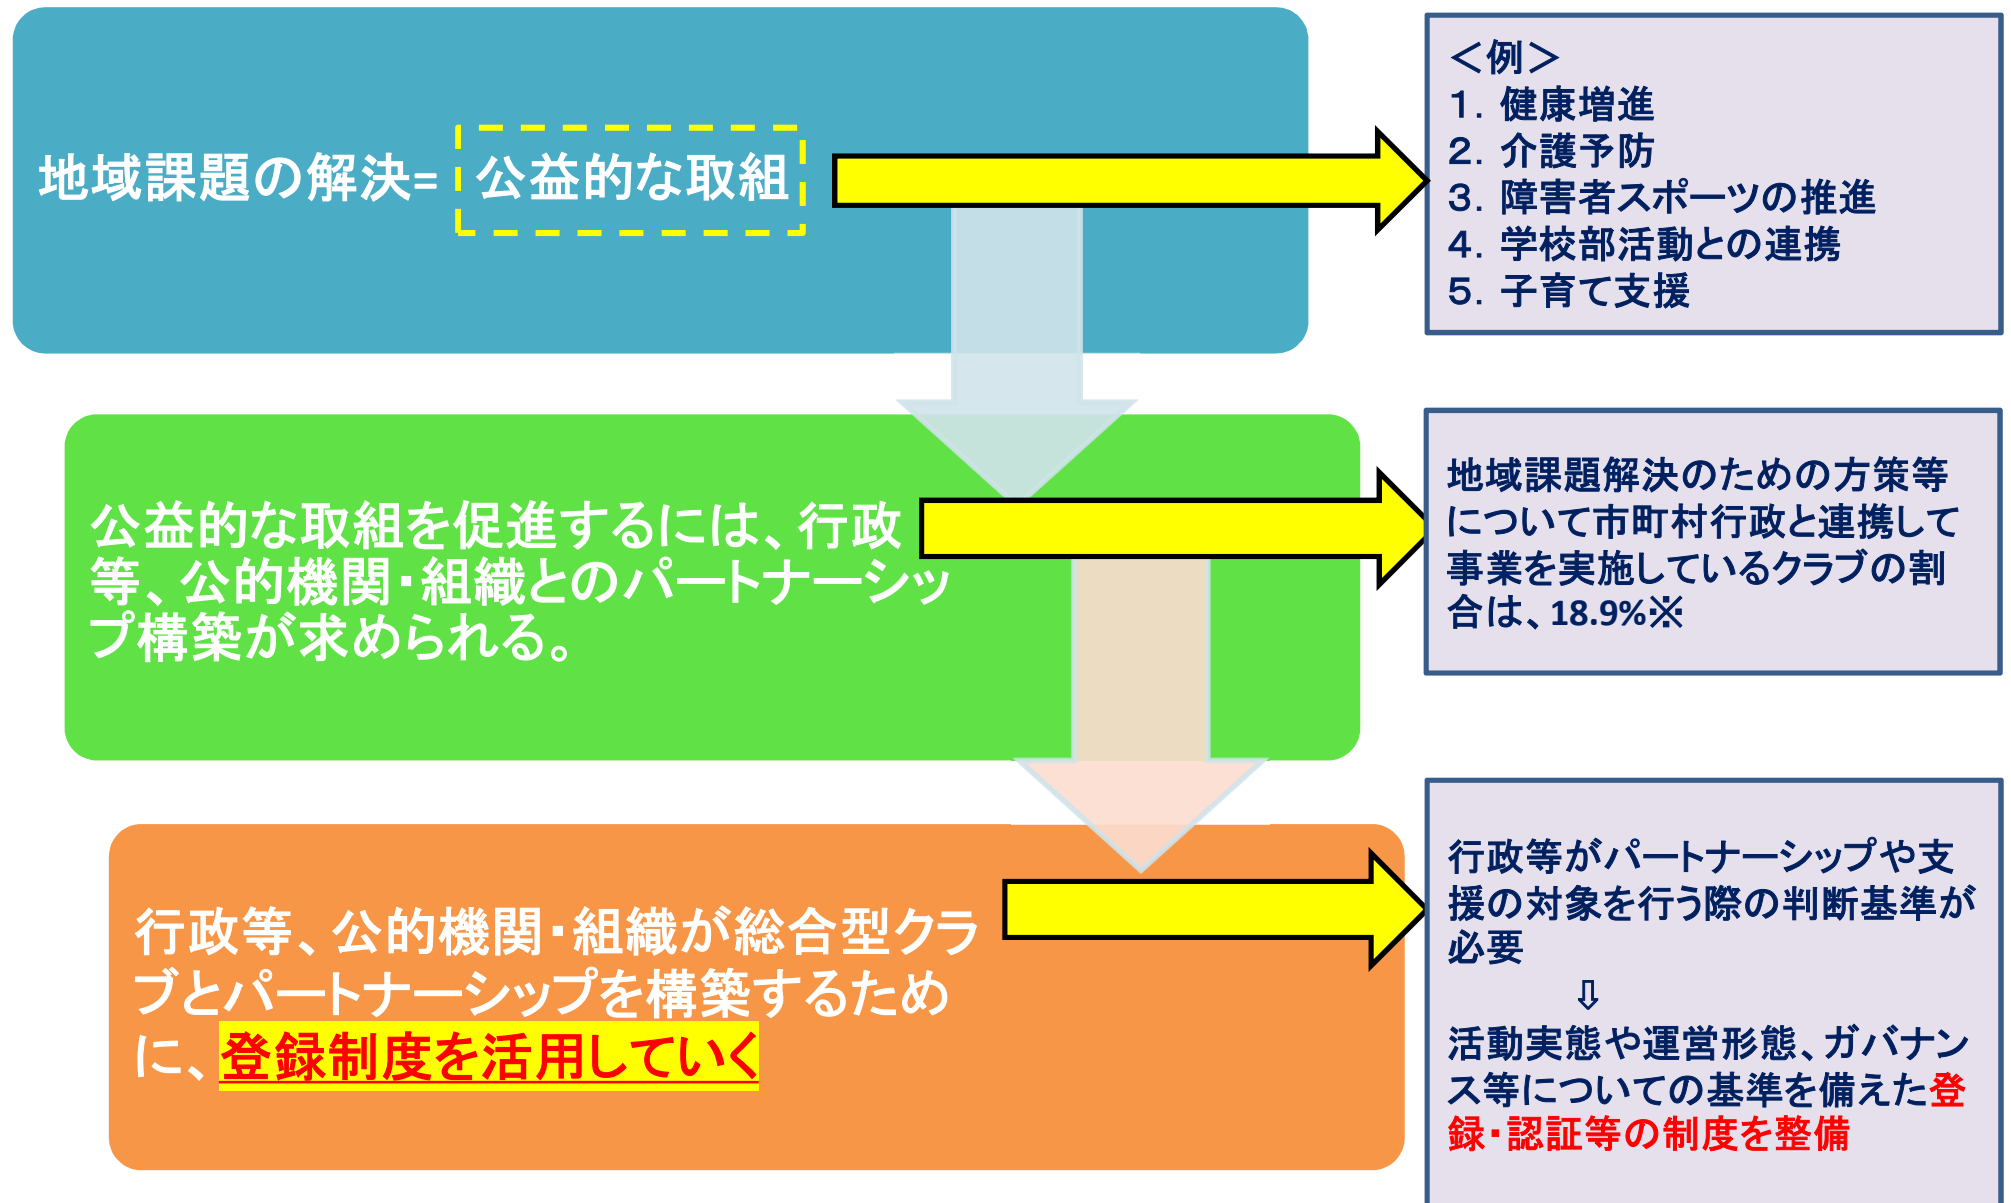 地域課題の解決= 公益的な取組
＜例＞
１．健康増進
２．介護予防
３．障害者スポーツの推進
４．学校部活動との連携
５．子育て支援
公益的な取組を促進するには、行政
等、公的機関・組織とのパートナーシッ
プ構築が求められる。
地域課題解決のための方策等
について市町村行政と連携して
事業を実施しているクラブの割
合は、18.9%※
行政等、公的機関・組織が総合型クラ
ブとパートナーシップを構築するため
に、登録制度を活用していく
行政等がパートナーシップや支
援の対象を行う際の判断基準が
必要
⇩
活動実態や運営形態、ガバナン
ス等についての基準を備えた登
録・認証等の制度を整備